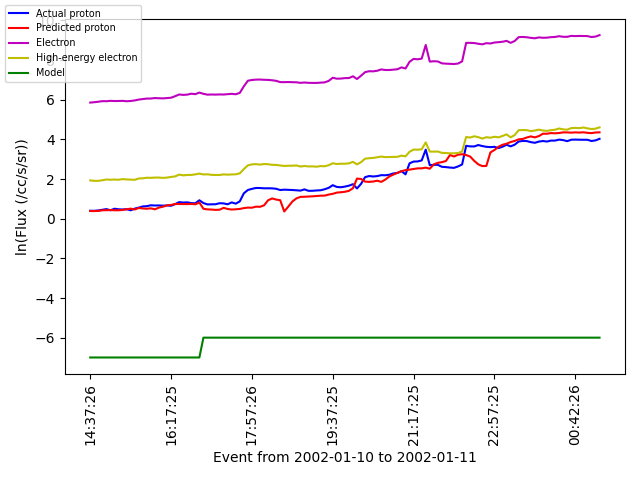 Actual proton
Predicted proton
Electron
High-energy electron
Model
6
4
2
0
−2
−4
−6
ln(Flux (/cc/s/sr))
14:37:26
16:17:25
17:57:26
19:37:25
21:17:25
22:57:25
00:42:26
Event from 2002-01-10 to 2002-01-11